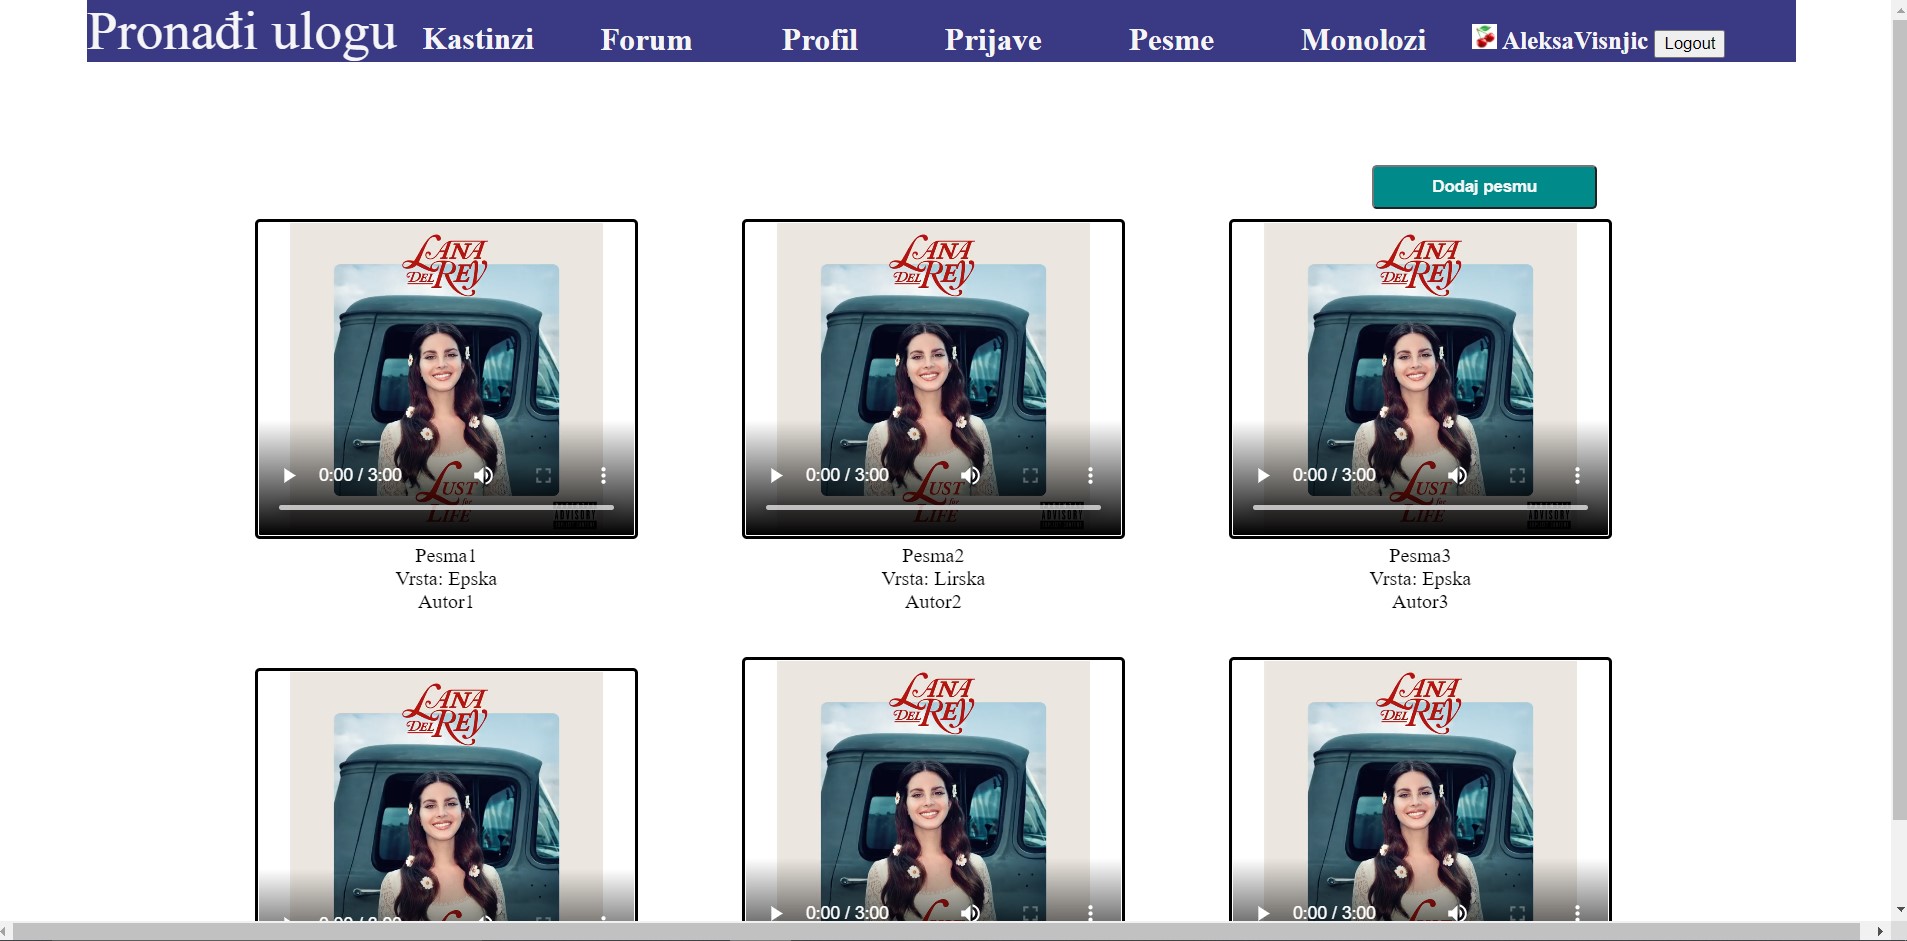 Pronađi ulogu Kastinzi Forum Profil Prijave Pesme Monolozi AleksaVisnjic Logout
Dodaj pesmu
LANA DEL REY
0:00 / 3:00
LUST for LIFE
ADVISORY
Pesma1
Vrsta: Epska
Autor1
LANA DEL REY
0:00 / 3:00
LUST for LIFE
ADVISORY
Pesma2
Vrsta: Lirska
Autor2
LANA DEL REY
0:00 / 3:00
LUST for LIFE
ADVISORY
Pesma3
Vrsta: Epska
Autor3
LANA DEL REY
LANA DEL REY
0:00 / 3:00
LANA DEL REY
0:00 / 3:00